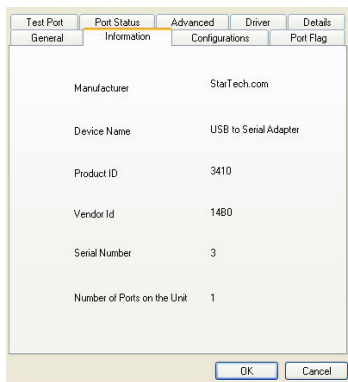 Test Port Port Status Advanced Driver Details
General Information Configurations Port Flag
Manufacturer StarTech.com
Device Name USB to Serial Adapter
Product ID 3410
Vendor Id 14B0
Serial Number 3
Number of Ports on the Unit 1
OK Cancel